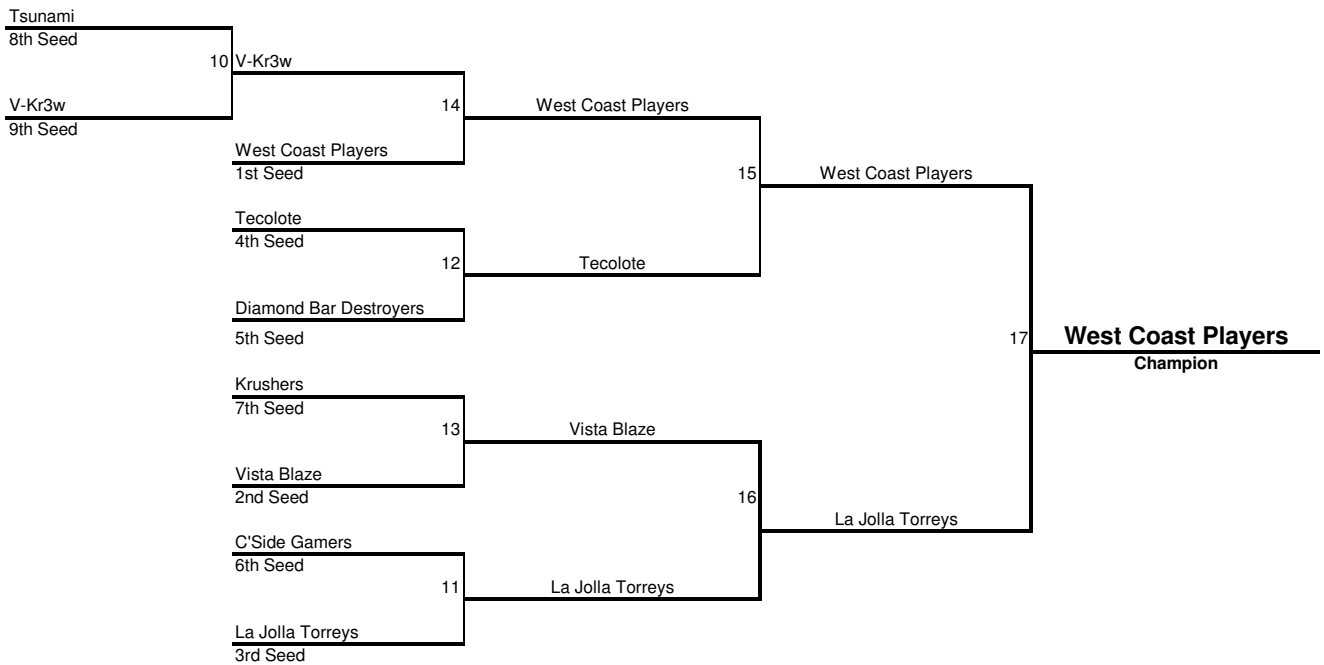 Tsunami
8th Seed
10 V-Kr3w
V-Kr3w
9th Seed
14 West Coast Players
West Coast Players
1st Seed
15 West Coast Players
Tecolote
4th Seed
12 Tecolote
Diamond Bar Destroyers
5th Seed
17 West Coast Players
Champion
Krushers
7th Seed
13 Vista Blaze
Vista Blaze
2nd Seed
16
La Jolla Torreys
C'Side Gamers
6th Seed
11 La Jolla Torreys
La Jolla Torreys
3rd Seed